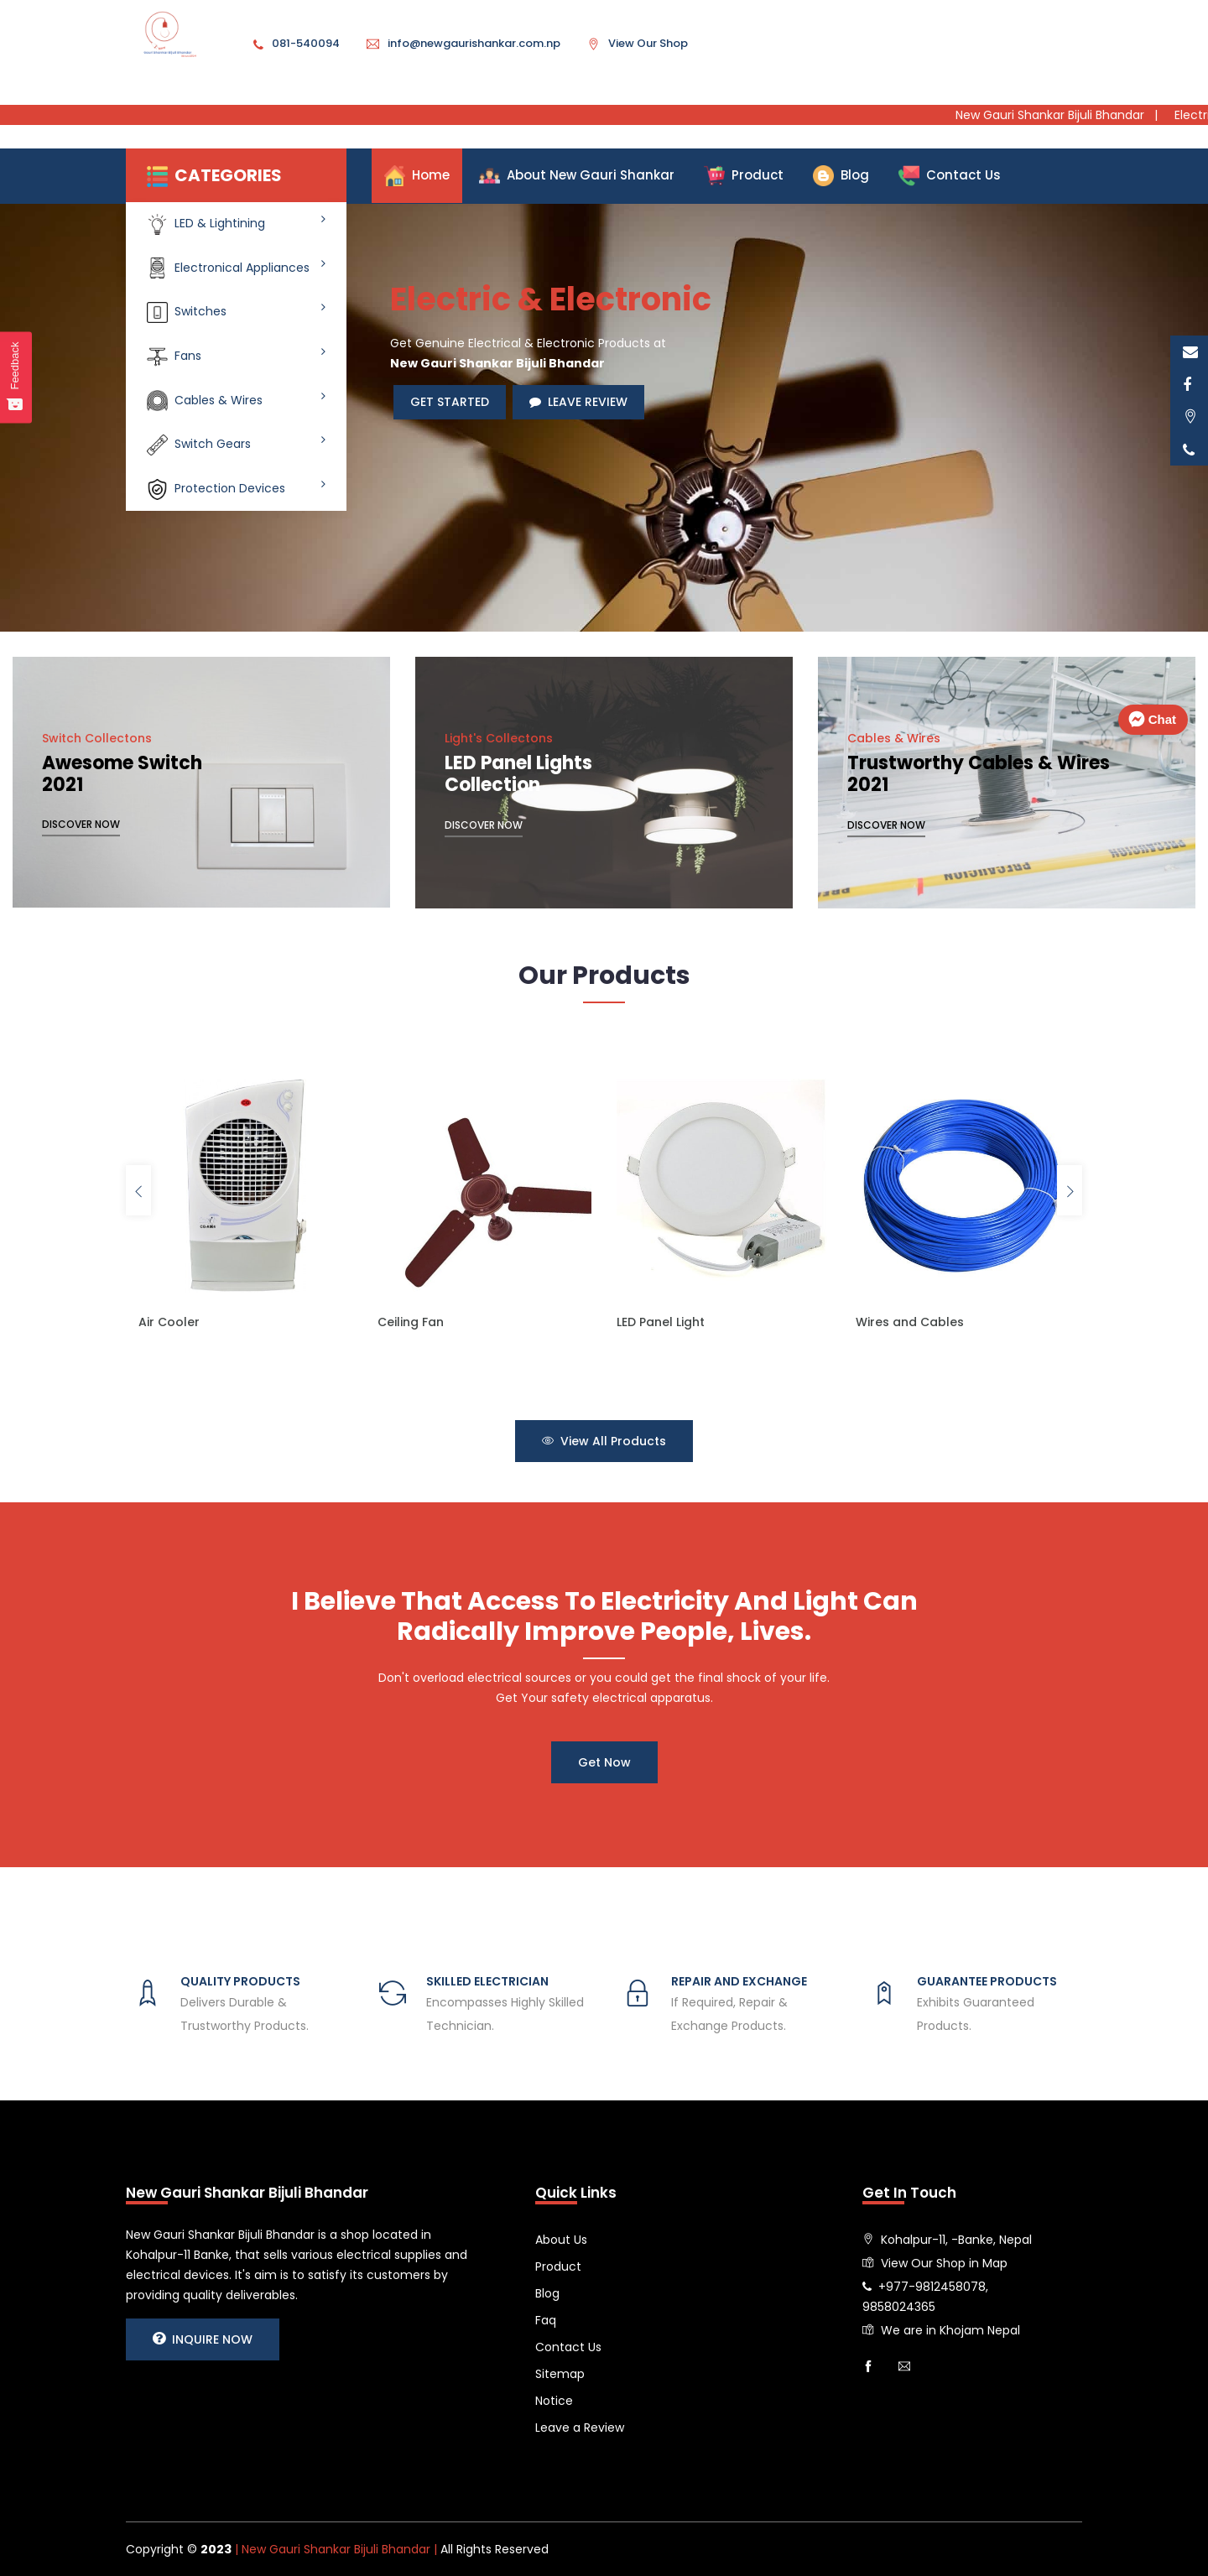 081-540094
info@newgaurishankar.com.np
View Our Shop
New Gauri Shankar Bijuli Bhandar | Electr
CATEGORIES
Home
About New Gauri Shankar
Product
Blog
Contact Us
LED & Lightining
Electronical Appliances
Switches
Fans
Cables & Wires
Switch Gears
Protection Devices
Feedback
Electric & Electronic
Get Genuine Electrical & Electronic Products at
New Gauri Shankar Bijuli Bhandar
GET STARTED
LEAVE REVIEW
Switch Collectons
Awesome Switch
2021
DISCOVER NOW
Light's Collectons
LED Panel Lights
Collection
DISCOVER NOW
Cables & Wires
Trustworthy Cables & Wires
2021
DISCOVER NOW
PRECAUCION
PRECAUCION
Chat
Our Products
Air Cooler
Ceiling Fan
LED Panel Light
Wires and Cables
View All Products
I Believe That Access To Electricity And Light Can
Radically Improve People, Lives.
Don't overload electrical sources or you could get the final shock of your life.
Get Your safety electrical apparatus.
Get Now
QUALITY PRODUCTS
Delivers Durable &
Trustworthy Products.
SKILLED ELECTRICIAN
Encompasses Highly Skilled
Technician.
REPAIR AND EXCHANGE
If Required, Repair &
Exchange Products.
GUARANTEE PRODUCTS
Exhibits Guaranteed
Products.
New Gauri Shankar Bijuli Bhandar
New Gauri Shankar Bijuli Bhandar is a shop located in
Kohalpur-11 Banke, that sells various electrical supplies and
electrical devices. It's aim is to satisfy its customers by
providing quality deliverables.
INQUIRE NOW
Quick Links
About Us
Product
Blog
Faq
Contact Us
Sitemap
Notice
Leave a Review
Get In Touch
Kohalpur-11, -Banke, Nepal
View Our Shop in Map
+977-9812458078,
9858024365
We are in Khojam Nepal
Copyright © 2023 | New Gauri Shankar Bijuli Bhandar | All Rights Reserved